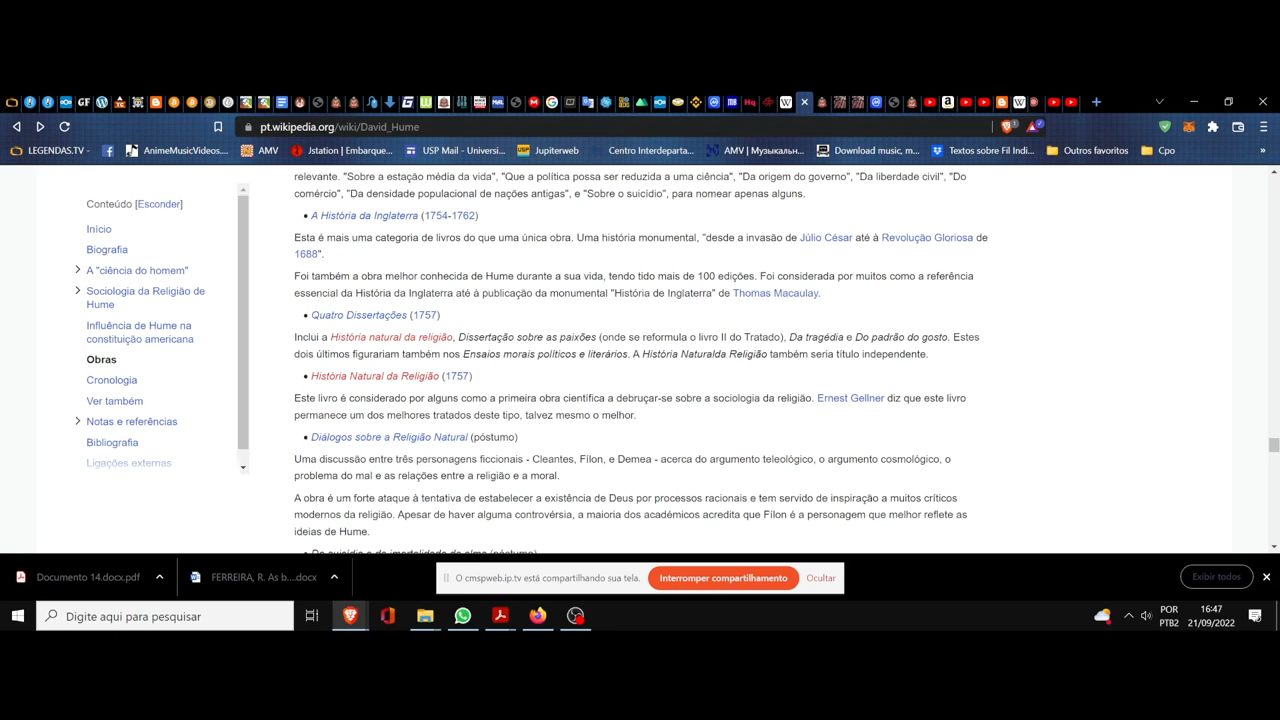 pt.wikipedia.org/wiki/David_Hume
LEGENDAS.TV - AnimeMusicVideos... AMV Jstation | Embarque... USP Mail - Universi... Jupiterweb Centro Interdeparta... AMV | Музыкальн... Download music, m... Textos sobre Fil Indi... Outros favoritos Cpo
Conteúdo [Esconder]
Início
Biografia
A "ciência do homem"
Sociologia da Religião de
Hume
Influência de Hume na
constituição americana
Obras
Cronologia
Ver também
Notas e referências
Bibliografia
Ligações externas
relevante. "Sobre a estação média da vida", "Que a política possa ser reduzida a uma ciência", "Da origem do governo", "Da liberdade civil", "Do
comércio", "Da densidade populacional de nações antigas", e "Sobre o suicídio", para nomear apenas alguns.
• A História da Inglaterra (1754-1762)
Esta é mais uma categoria de livros do que uma única obra. Uma história monumental, "desde a invasão de Júlio César até à Revolução Gloriosa de
1688".
Foi também a obra melhor conhecida de Hume durante a sua vida, tendo tido mais de 100 edições. Foi considerada por muitos como a referência
essencial da História da Inglaterra até à publicação da monumental "História de Inglaterra" de Thomas Macaulay.
• Quatro Dissertações (1757)
Inclui a História natural da religião, Dissertação sobre as paixões (onde se reformula o livro II do Tratado), Da tragédia e Do padrão do gosto. Estes
dois últimos figurariam também nos Ensaios morais políticos e literários. A História Naturalda Religião também seria título independente.
• História Natural da Religião (1757)
Este livro é considerado por alguns como a primeira obra científica a debruçar-se sobre a sociologia da religião. Ernest Gellner diz que este livro
permanece um dos melhores tratados deste tipo, talvez mesmo o melhor.
• Diálogos sobre a Religião Natural (póstumo)
Uma discussão entre três personagens ficcionais - Cleantes, Fílon, e Demea - acerca do argumento teleológico, o argumento cosmológico, o
problema do mal e as relações entre a religião e a moral.
A obra é um forte ataque à tentativa de estabelecer a existência de Deus por processos racionais e tem servido de inspiração a muitos críticos
modernos da religião. Apesar de haver alguma controvérsia, a maioria dos académicos acredita que Fílon é a personagem que melhor reflete as
ideias de Hume.
Documento 14.docx.pdf FERREIRA, R. As b....docx O cmspweb.ip.tv está compartilhando sua tela. Interromper compartilhamento Ocultar Exibir todos
Digite aqui para pesquisar
POR 16:47
PTB2 21/09/2022